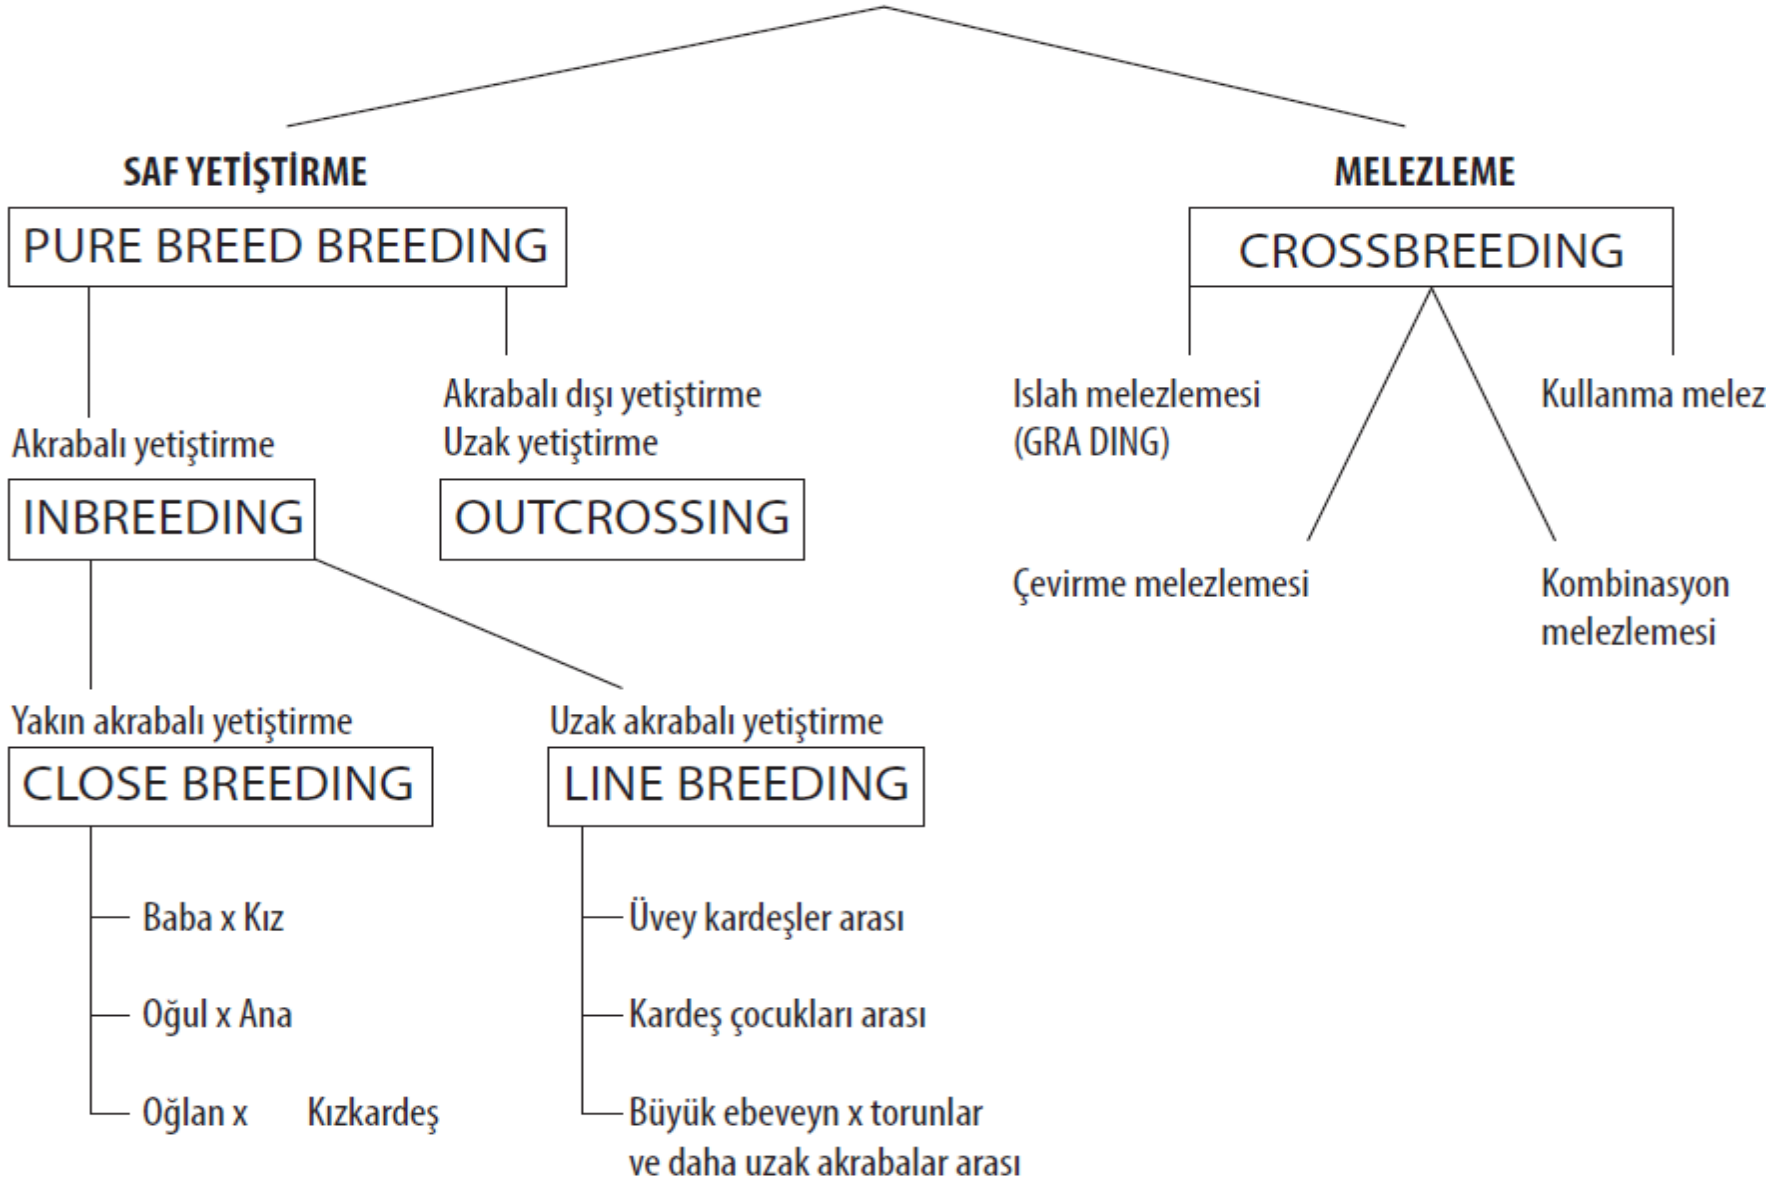 SAF YETİŞTİRME
PURE BREED BREEDING
Akrabalı yetiştirme
INBREEDING
Akrabalı dışı yetiştirme
Uzak yetiştirme
OUTCROSSING
Yakın akrabalı yetiştirme
CLOSE BREEDING
Baba x Kız
Oğul x Ana
Oğlan x Kızkardeş
Uzak akrabalı yetiştirme
LINE BREEDING
Üvey kardeşler arası
Kardeş çocukları arası
Büyük ebeveyn x torunlar
ve daha uzak akrabalar arası
MELEZLEME
CROSSBREEDING
Islah melezlemesi
(GRA DING)
Çevirme melezlemesi
Kombinasyon
melezlemesi
Kullanma melez